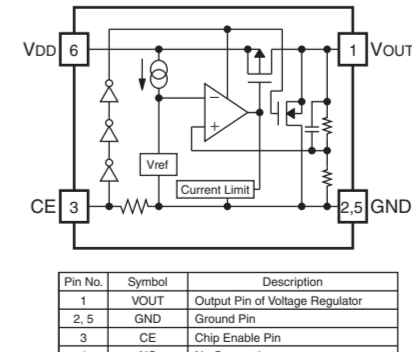 VDD 6
1 VOUT
−
+
Vref
Current Limit
CE 3
2,5 GND
Pin No. Symbol Description
1 VOUT Output Pin of Voltage Regulator
2, 5 GND Ground Pin
3 CE Chip Enable Pin